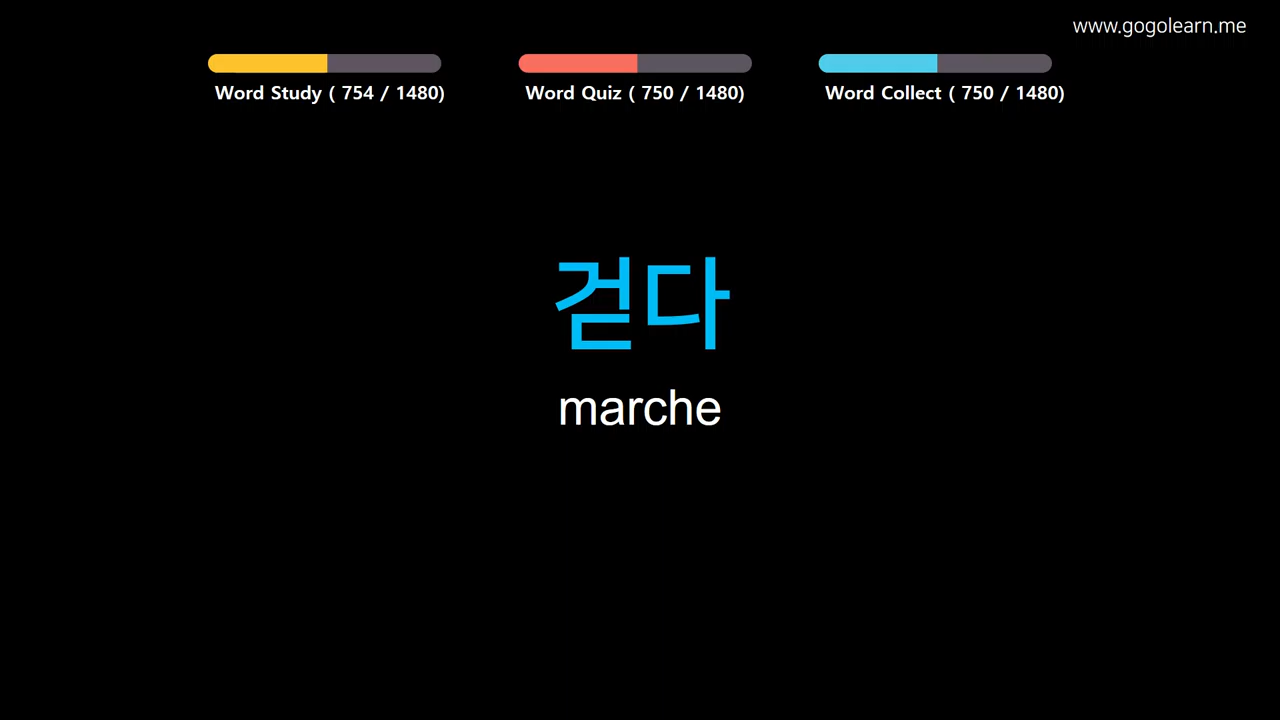 www.gogolearn.me
Word Study ( 754 / 1480)
Word Quiz ( 750 / 1480)
Word Collect ( 750 / 1480)
걷다
marche